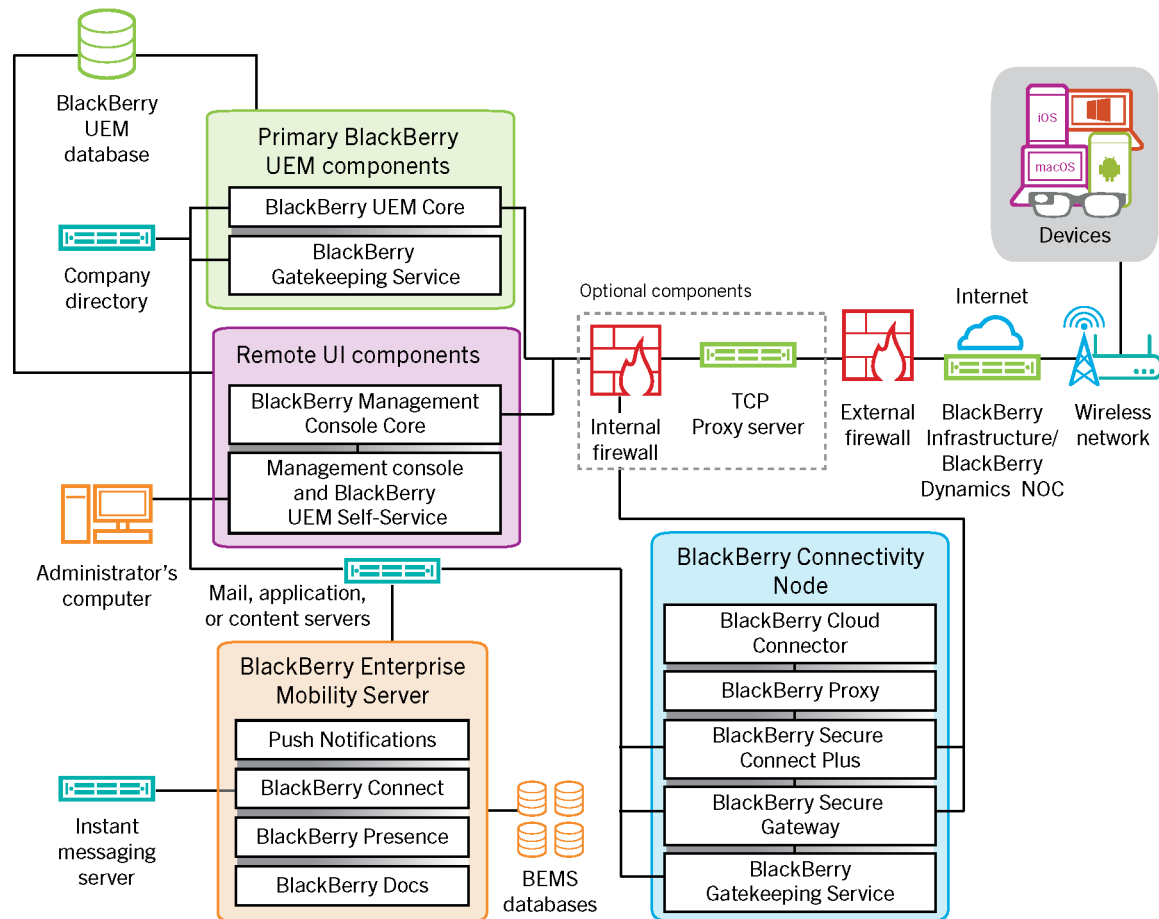 BlackBerry
UEM
database
Primary BlackBerry
UEM components
BlackBerry UEM Core
BlackBerry
Gatekeeping Service
Company
directory
Remote UI components
BlackBerry Management
Console Core
Management console
and BlackBerry
UEM Self-Service
Administrator's
computer
Mail, application,
or content servers
BlackBerry Enterprise
Mobility Server
Push Notifications
BlackBerry Connect
BlackBerry Presence
BlackBerry Docs
Instant
messaging
server
BEMS
databases
Optional components
Internal
firewall
TCP
Proxy server
External
firewall
Internet
BlackBerry
Infrastructure/
BlackBerry
Dynamics NOC
Wireless
network
iOS
macOS
Devices
BlackBerry Connectivity
Node
BlackBerry Cloud
Connector
BlackBerry Proxy
BlackBerry Secure
Connect Plus
BlackBerry Secure
Gateway
BlackBerry
Gatekeeping Service